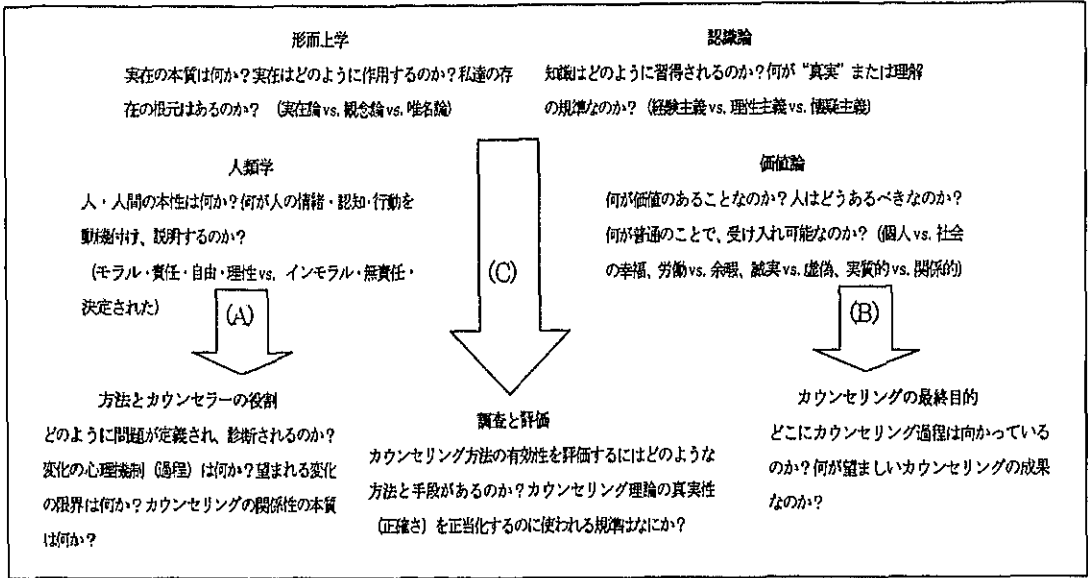 形而上学
実在の本質は何か?実在はどのように作用するのか?私達の存
在の根元はあるのか? (実在論vs.観念論vs.唯名論)
認識論
知識はどのように習得されるのか?何が“真実”または理解
の規準なのか? (経験主義vs.理性主義vs.懐疑主義)
人類学
人・人間の本性は何か?何が人の情緒・認知・行動を
動機付け、説明するのか?
(モラル・責任・自由・理性vs. インモラル・無責任・
決定された)
価値論
何が価値のあることなのか?人はどうあるべきなのか?
何が普通のことで、受け入れ可能なのか? (個人vs.社会
の幸福、労働vs.余暇、誠実vs.虚偽、実質的vs.関係的)
(A)
(C)
(B)
方法とカウンセラーの役割
どのように問題が定義され、診断されるのか?
変化の心理機制 (過程) は何か?望まれる変化
の限界は何か?カウンセリングの関係性の本質
は何か?
調査と評価
カウンセリング方法の有効性を評価するにはどのような
方法と手段があるのか?カウンセリング理論の真実性
(正確さ) を正当化するのに使われる規準はなにか?
カウンセリングの最終目的
どこにカウンセリング過程は向かっている
のか?何が望ましいカウンセリングの成果
なのか?